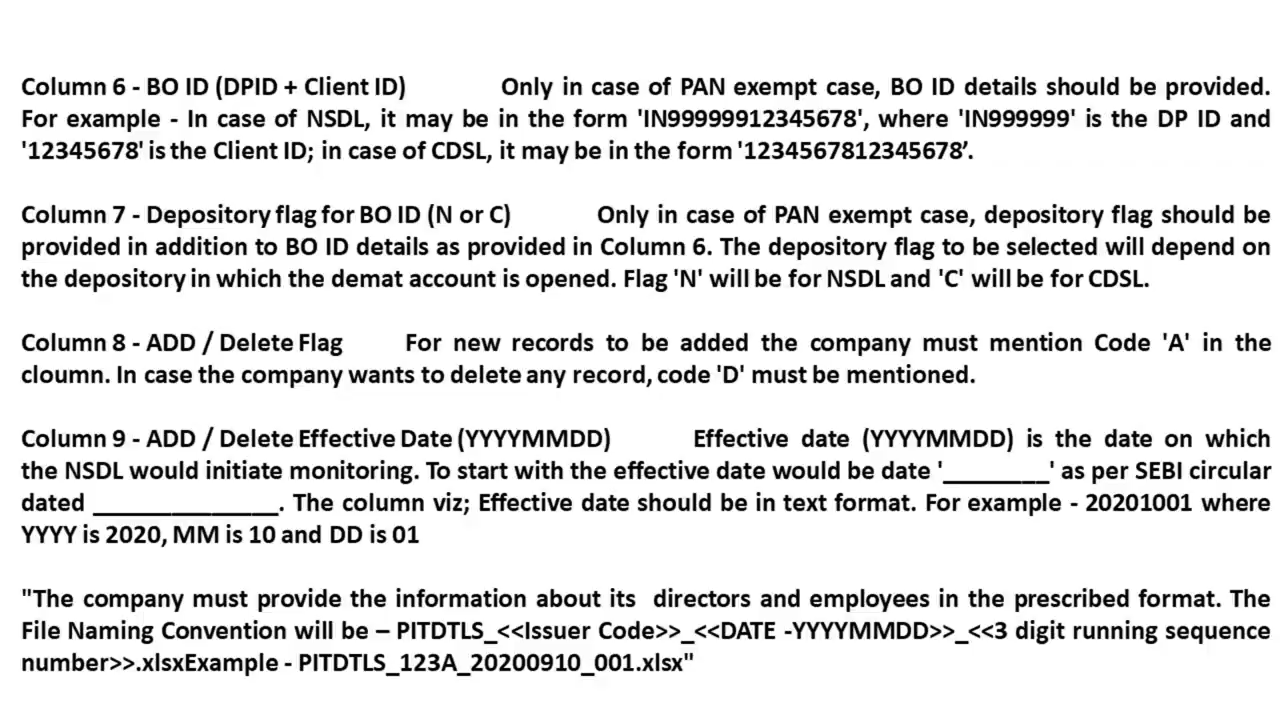 Column 6 - BO ID (DPID + Client ID) Only in case of PAN exempt case, BO ID details should be provided.
For example - In case of NSDL, it may be in the form 'IN99999912345678', where 'IN999999' is the DP ID and
'12345678' is the Client ID; in case of CDSL, it may be in the form '1234567812345678’.
Column 7 - Depository flag for BO ID (N or C) Only in case of PAN exempt case, depository flag should be
provided in addition to BO ID details as provided in Column 6. The depository flag to be selected will depend on
the depository in which the demat account is opened. Flag 'N' will be for NSDL and 'C' will be for CDSL.
Column 8 - ADD / Delete Flag For new records to be added the company must mention Code 'A' in the
cloumn. In case the company wants to delete any record, code 'D' must be mentioned.
Column 9 - ADD / Delete Effective Date (YYYYMMDD) Effective date (YYYYMMDD) is the date on which
the NSDL would initiate monitoring. To start with the effective date would be date '________' as per SEBI circular
dated ______________. The column viz; Effective date should be in text format. For example - 20201001 where
YYYY is 2020, MM is 10 and DD is 01
"The company must provide the information about its directors and employees in the prescribed format. The
File Naming Convention will be – PITDTLS_<<Issuer Code>>_<<DATE -YYYYMMDD>>_<<3 digit running sequence
number>>.xlsxExample - PITDTLS_123A_20200910_001.xlsx"